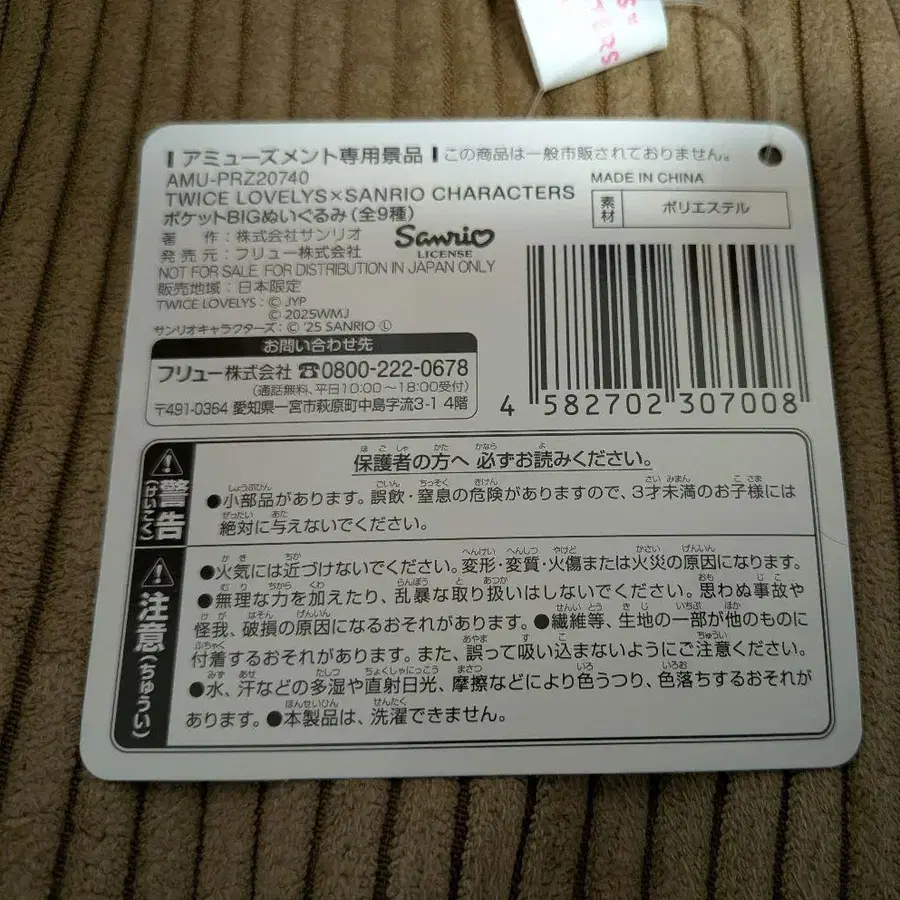 S"
TERS
アミューズメント専用景品 この商品は一般市販されておりません。
AMU-PRZ20740
MADE IN CHINA
TWICE LOVELYS×SANRIO CHARACTERS
素材 ポリエステル
ポケットBIGぬいぐるみ(全9種)
著 作:株式会社サンリオ
Sanrio
LICENSE
発売元:フリュー株式会社
NOT FOR SALE. FOR DISTRIBUTION IN JAPAN ONLY
販売地域:日本限定
TWICE LOVELYS:© JYP
© 2025WMJ
サンリオキャラクターズ:© '25 SANRIO Ⓛ
お問い合わせ先
フリュー株式会社 ☎0800-222-0678
(通話無料、平日10:00~18:00受付)
〒491-0364 愛知県一宮市萩原町中島字流3-1 4階
4 582702 307008
警告(けいこく)
保護者の方へ 必ずお読みください。
●小部品があります。誤飲・窒息の危険がありますので、3才未満のお子様には
絶対に与えないでください。
注意(ちゅうい)
●火気には近づけないでください。変形・変質・火傷または火災の原因になります。
●無理な力を加えたり、乱暴な取り扱いはしないでください。思わぬ事故や
怪我、破損の原因になるおそれがあります。●繊維等、生地の一部が他のものに
付着するおそれがあります。また、誤って吸い込まないようにご注意ください。
●水、汗などの多湿や直射日光、摩擦などにより色うつり、色落ちするおそれが
あります。●本製品は、洗濯できません。